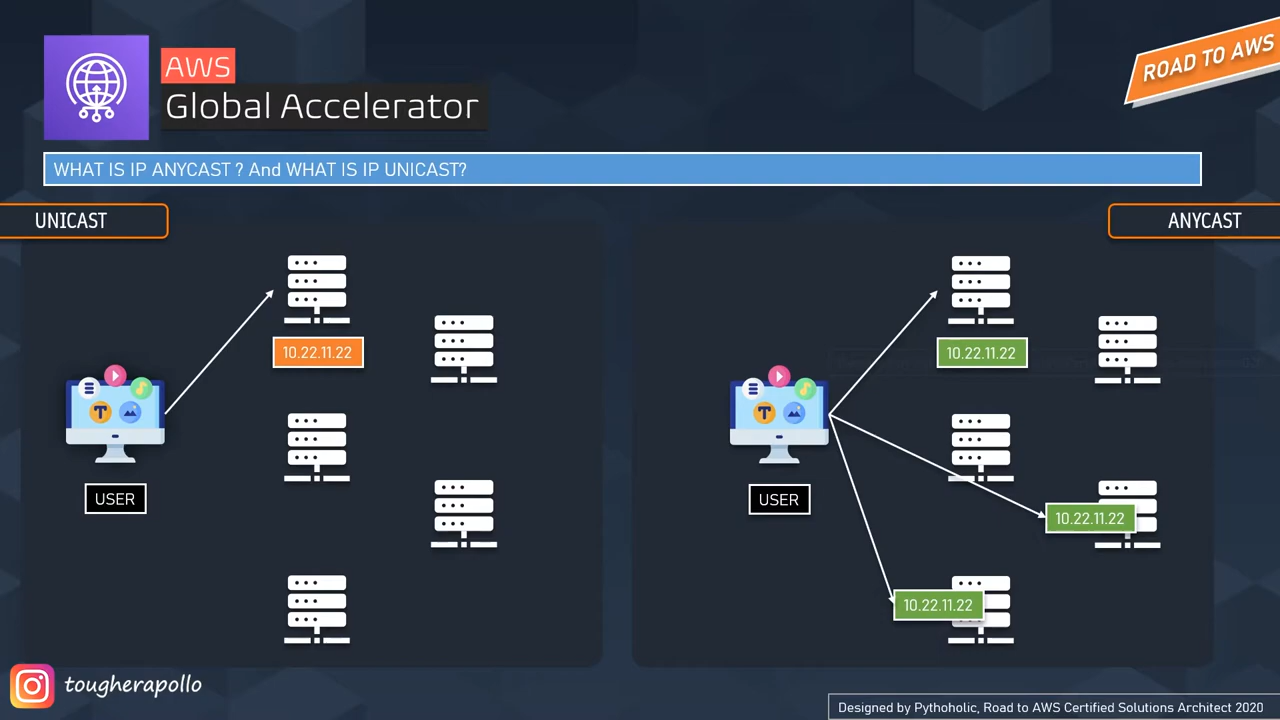 AWS
Global Accelerator
ROAD TO AWS
WHAT IS IP ANYCAST ? And WHAT IS IP UNICAST?
UNICAST
ANYCAST
10.22.11.22
USER
10.22.11.22
10.22.11.22
10.22.11.22
USER
T
T
tougherapollo
Designed by Pythoholic, Road to AWS Certified Solutions Architect 2020